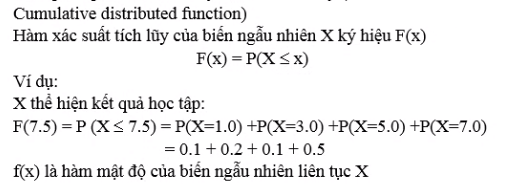 Cumulative distributed function)
Hàm xác suất tích lũy của biến ngẫu nhiên X ký hiệu F(x)
F(x) = P(X ≤ x)
Ví dụ:
X thể hiện kết quả học tập:
F(7.5) = P (X ≤ 7.5) = P(X=1.0) +P(X=3.0) +P(X=5.0) +P(X=7.0)
= 0.1 + 0.2 + 0.1 + 0.5
f(x) là hàm mật độ của biến ngẫu nhiên liên tục X